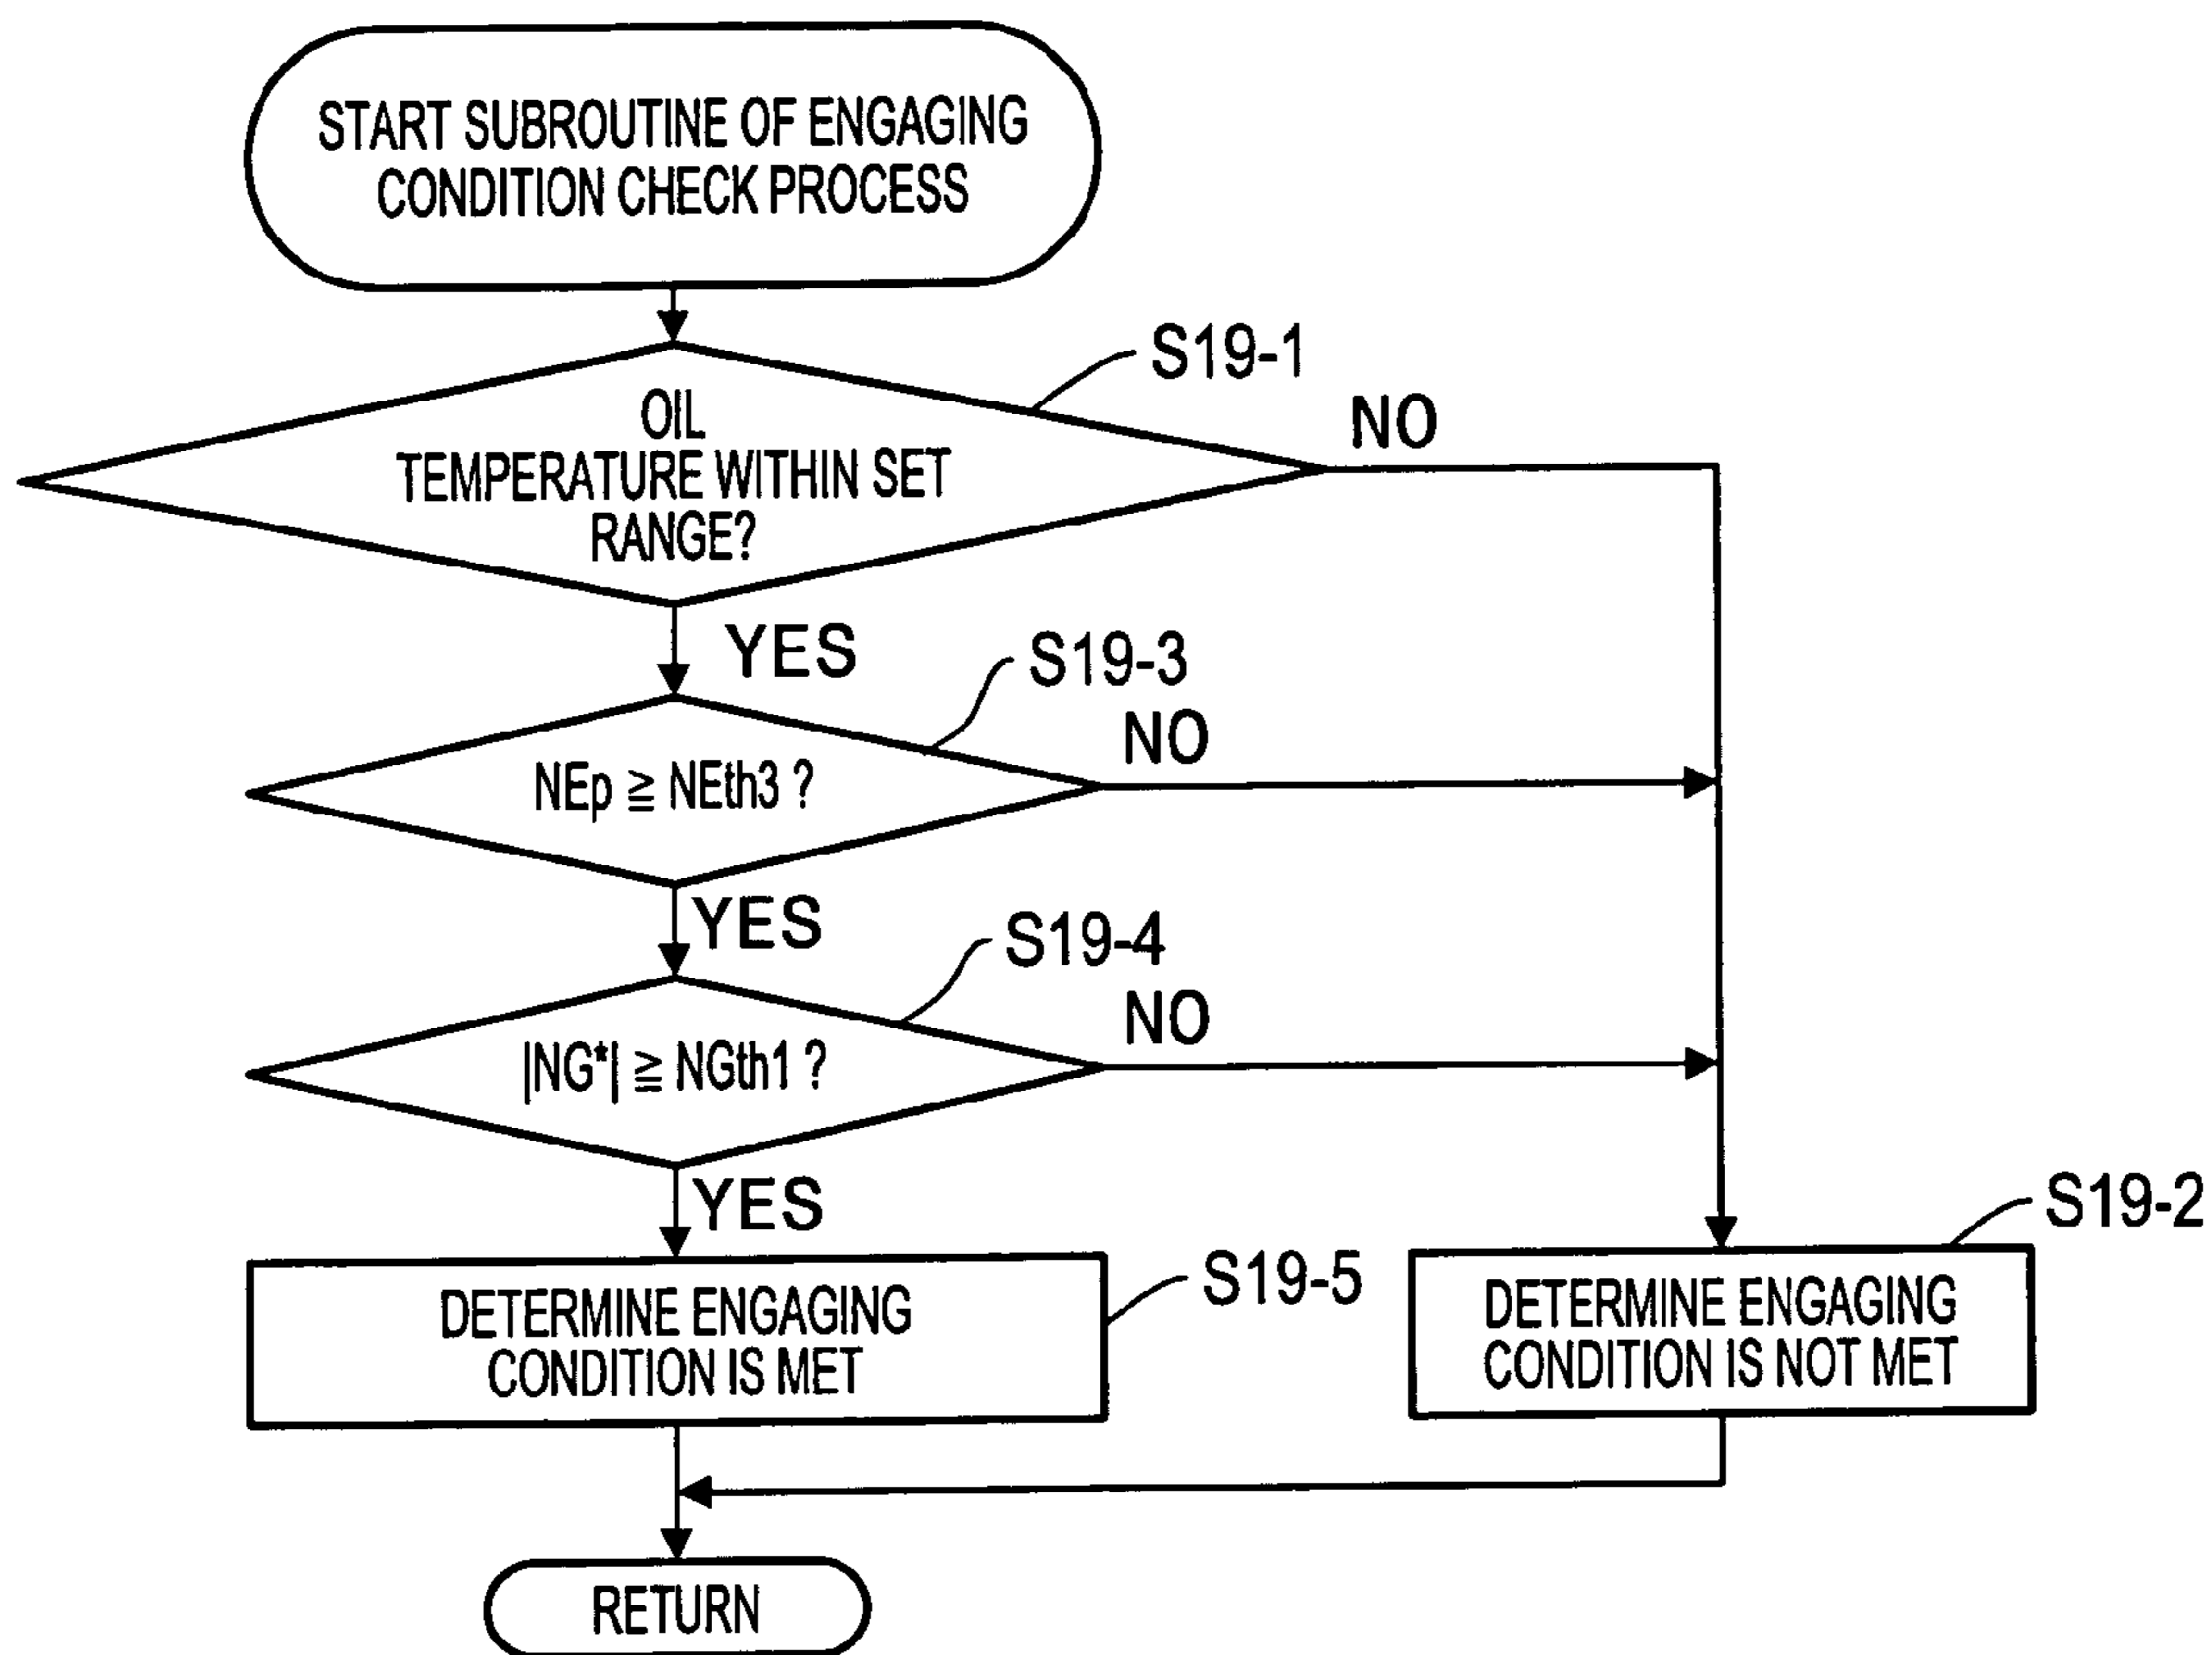 START SUBROUTINE OF ENGAGING
CONDITION CHECK PROCESS
S19-1
OIL
TEMPERATURE WITHIN SET
RANGE?
NO
YES
S19-3
NEp ≧ NEth3 ?
NO
YES
S19-4
|NG*| ≧ NGth1 ?
NO
YES
S19-5
DETERMINE ENGAGING
CONDITION IS MET
S19-2
DETERMINE ENGAGING
CONDITION IS NOT MET
RETURN